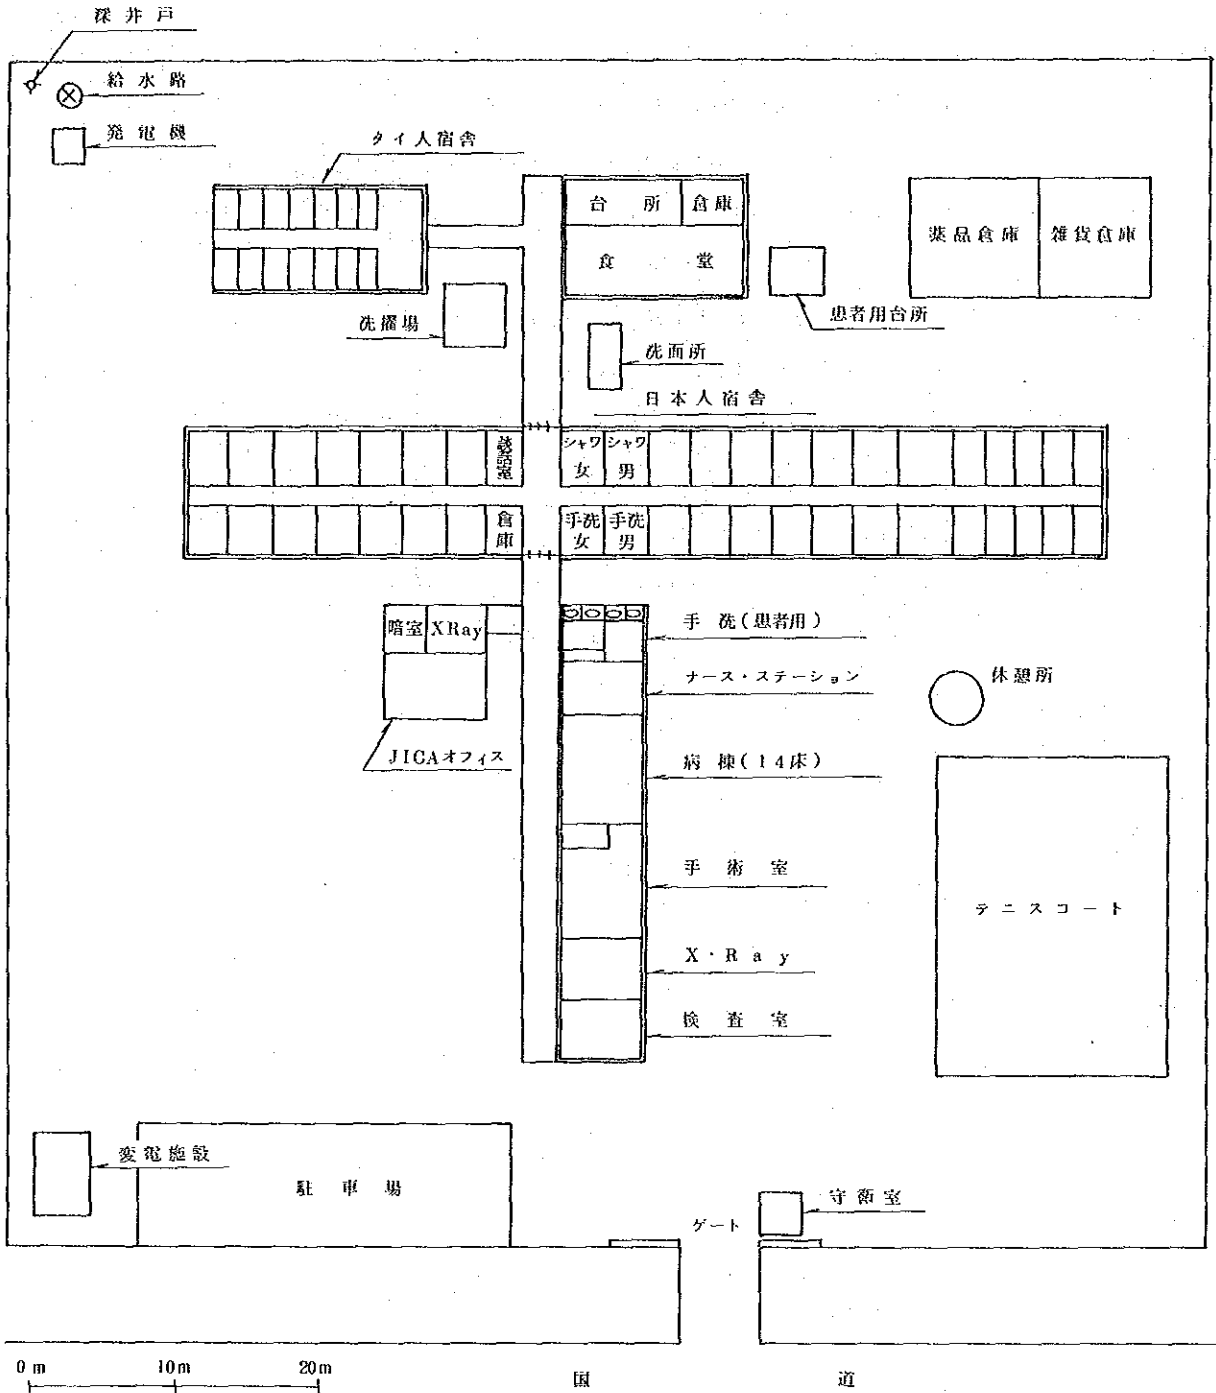 深井戸
給水路
発電機
タイ人宿舎
台所
倉庫
食堂
薬品倉庫
雑貨倉庫
患者用台所
洗濯場
洗面所
日本人宿舎
談話室
シャワ
女
シャワ
男
倉庫
手洗
女
手洗
男
暗室
XRay
手洗(患者用)
ナース・ステーション
休憩所
JICAオフィス
病棟(14床)
手術室
テニスコート
X・Ray
検査室
変電施設
駐車場
守衛室
ゲート
0m
10m
20m
国道